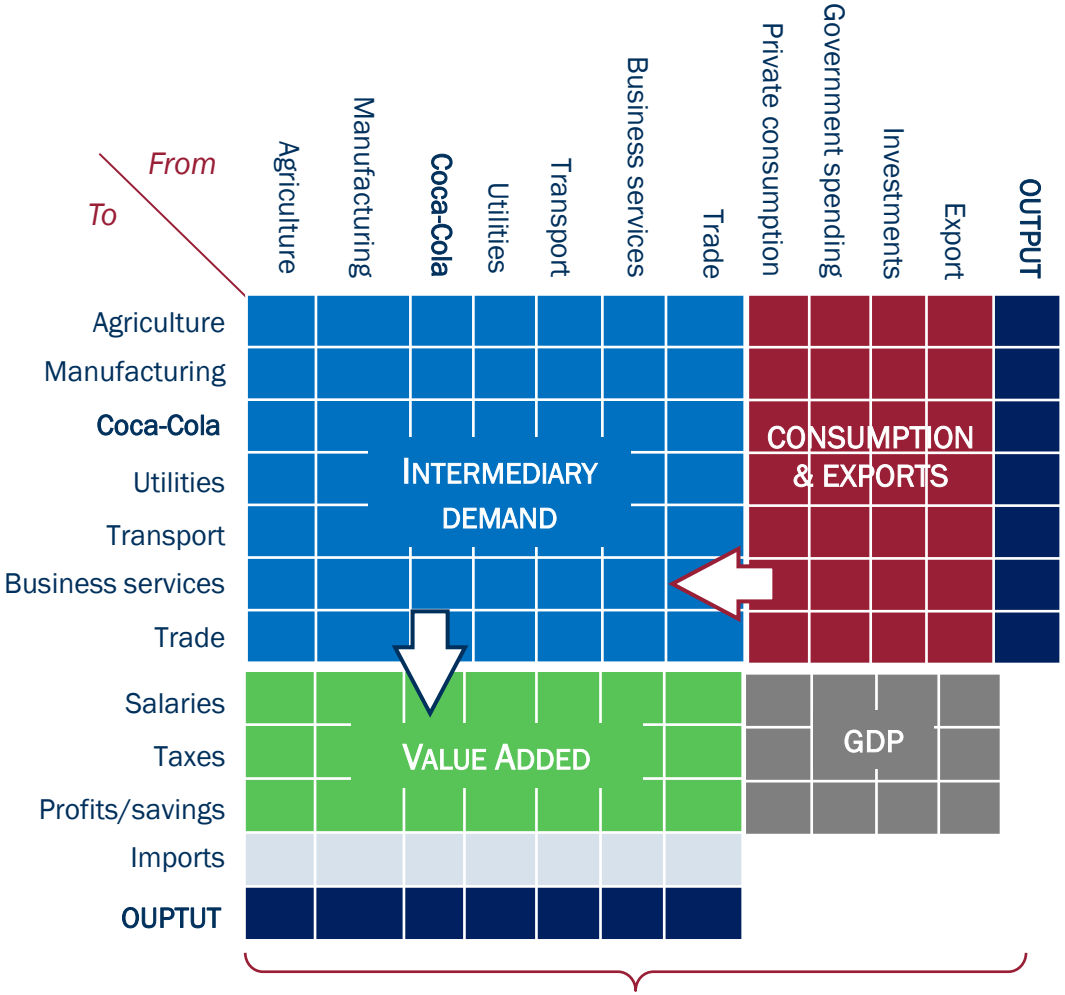 From
To
Agriculture
Manufacturing
Coca-Cola
Utilities
Transport
Business services
Trade
Private consumption
Government spending
Investments
Export
OUTPUT
Agriculture
Manufacturing
Coca-Cola
Utilities
Transport
Business services
Trade
Salaries
Taxes
Profits/savings
Imports
OUPTUT
INTERMEDIARY
DEMAND
CONSUMPTION
& EXPORTS
VALUE ADDED
GDP